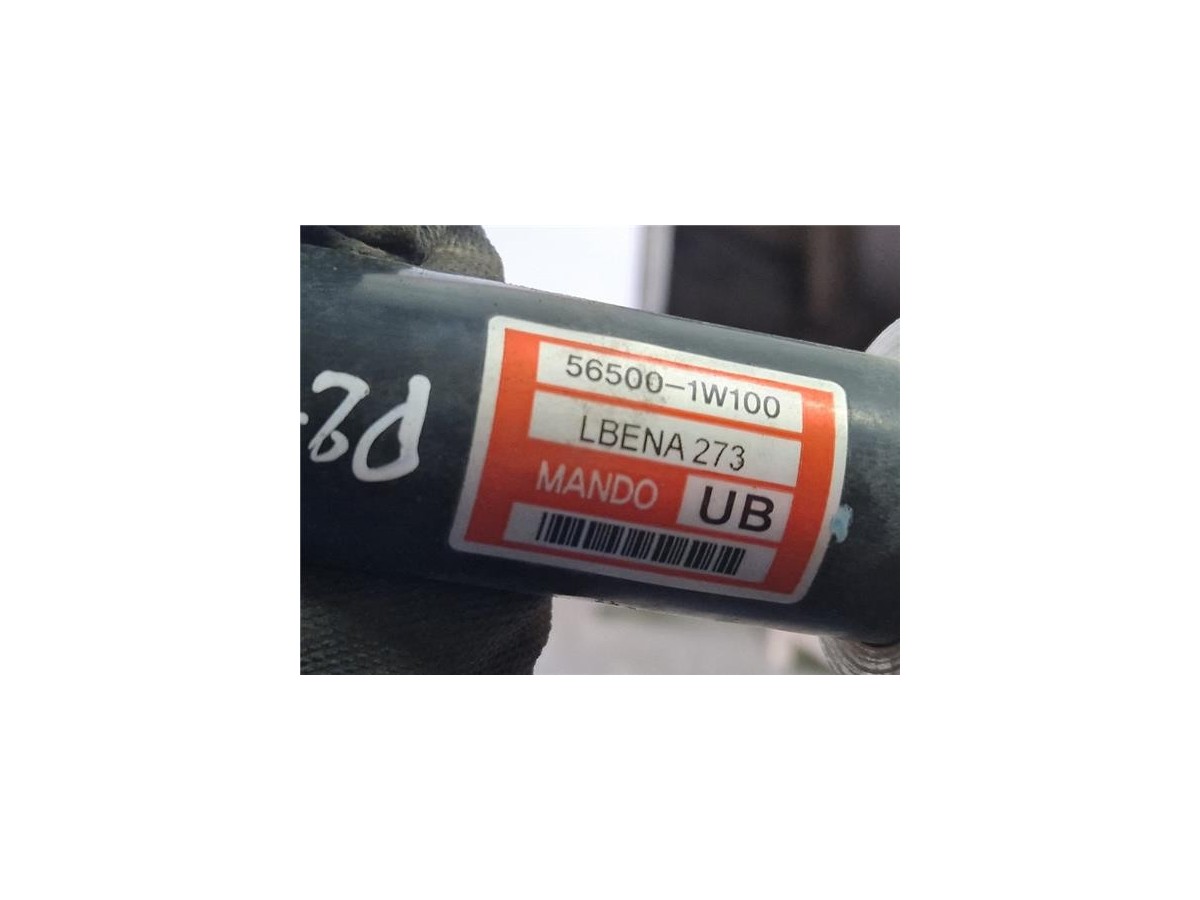 56500-1W100
LBENA 273
MANDO UB